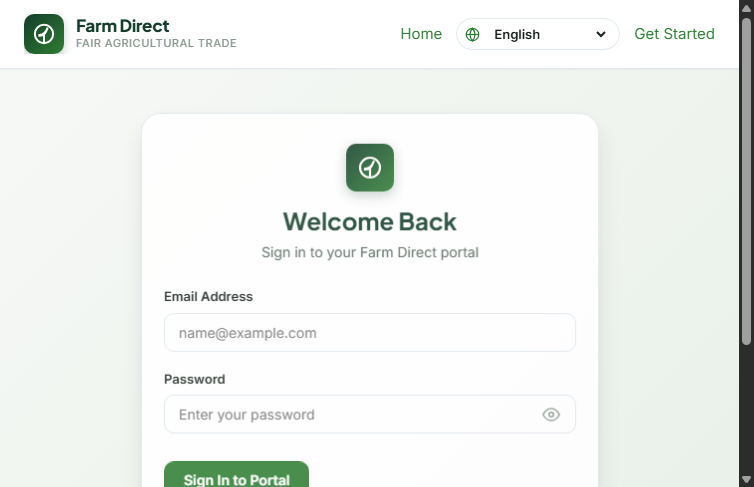 Farm Direct
FAIR AGRICULTURAL TRADE
Home
English
Get Started
Welcome Back
Sign in to your Farm Direct portal
Email Address
name@example.com
Password
Enter your password
Sign In to Portal